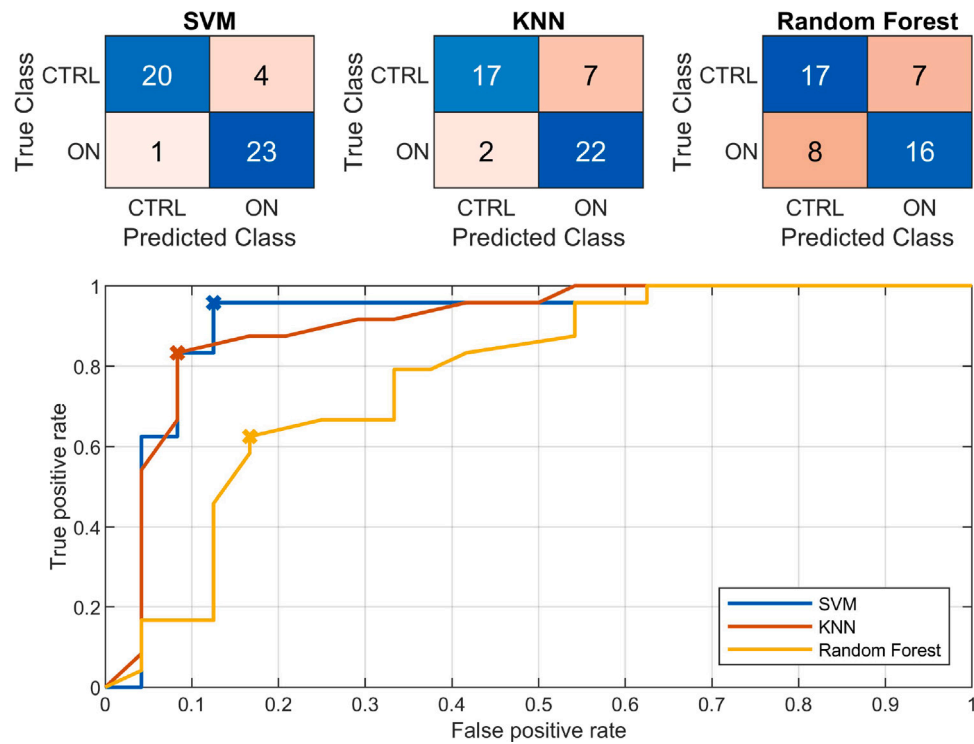 SVM KNN Random Forest
True Class CTRL 20 4 True Class CTRL 17 7 True Class CTRL 17 7
ON 1 23 ON 2 22 ON 8 16
CTRL ON CTRL ON CTRL ON
Predicted Class Predicted Class Predicted Class
1
0.8
0.6
0.4
0.2
0
True positive rate
SVM
KNN
Random Forest
0 0.1 0.2 0.3 0.4 0.5 0.6 0.7 0.8 0.9 1
False positive rate